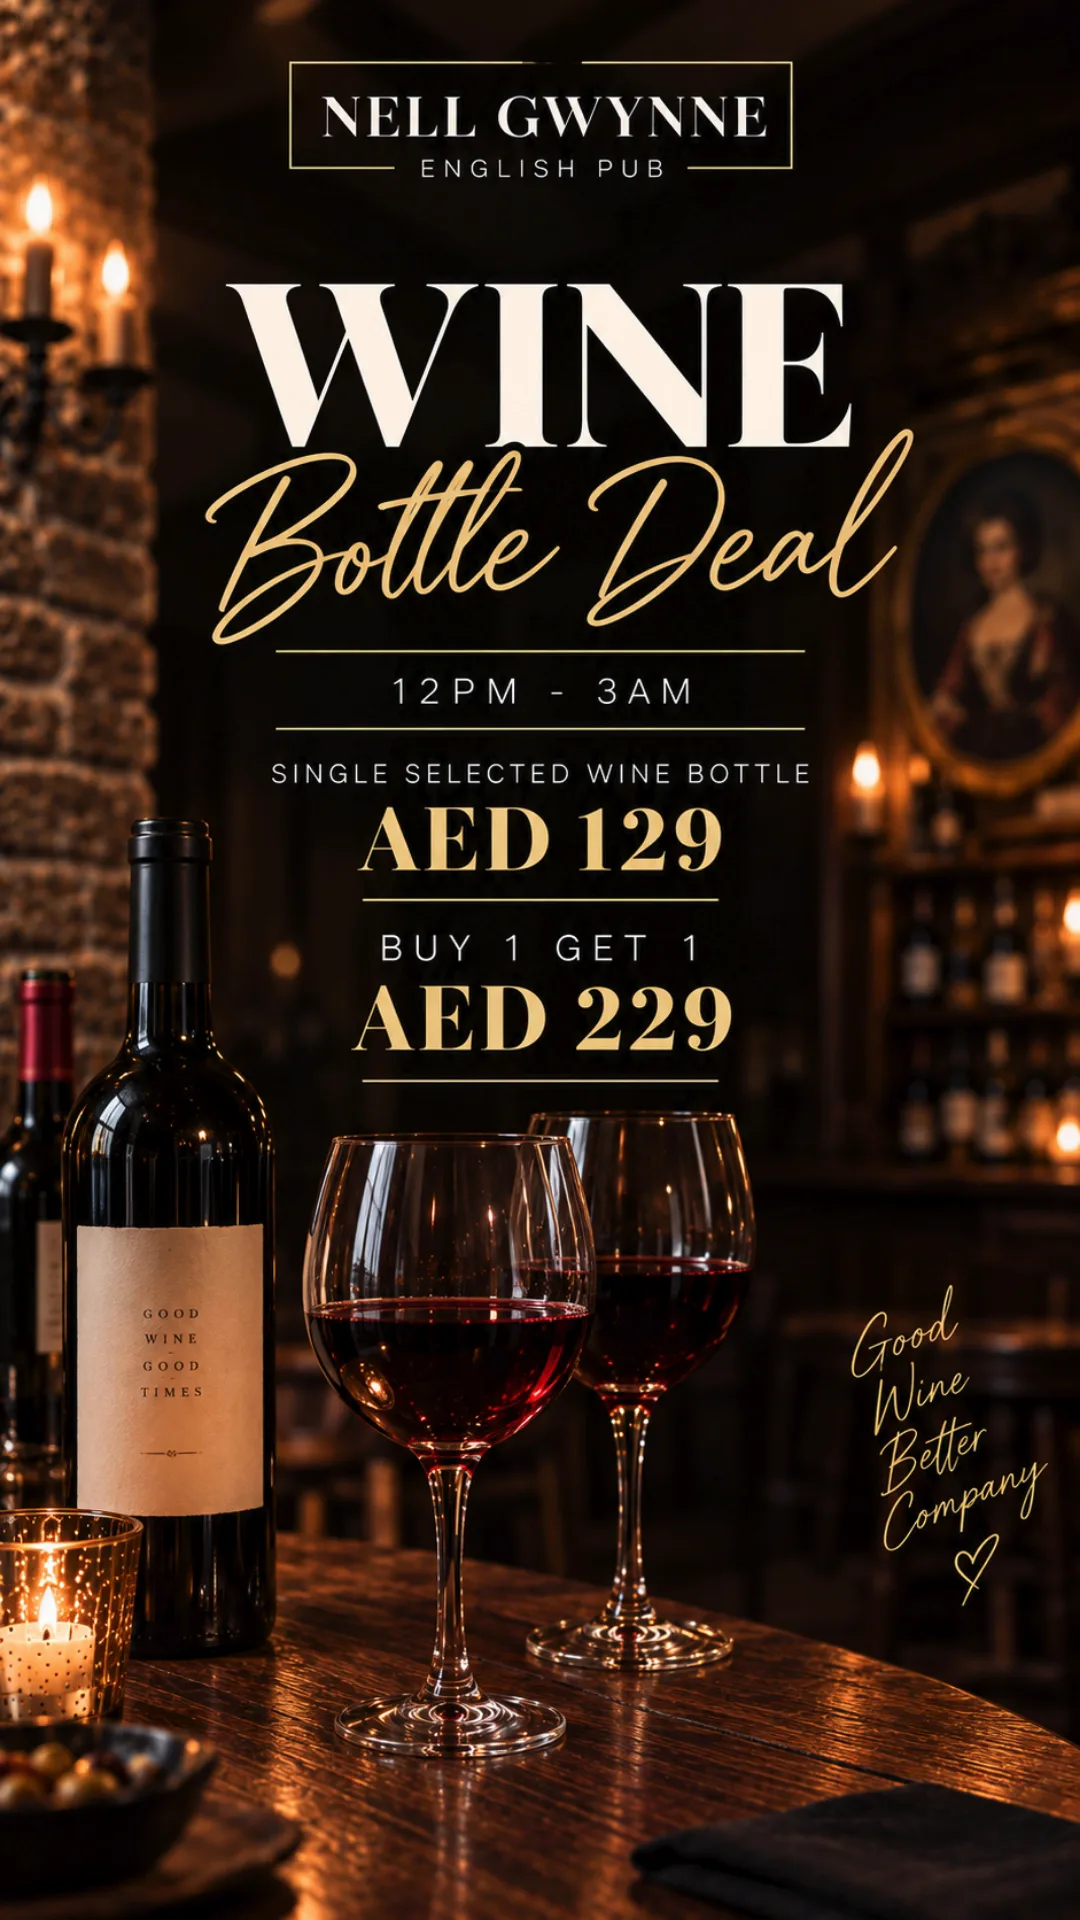 NELL GWYNNE
ENGLISH PUB
WINE
Bottle Deal
12PM - 3AM
SINGLE SELECTED WINE BOTTLE
AED 129
BUY 1 GET 1
AED 229
GOOD
WINE
GOOD
TIMES
Good
Wine
Better
Company